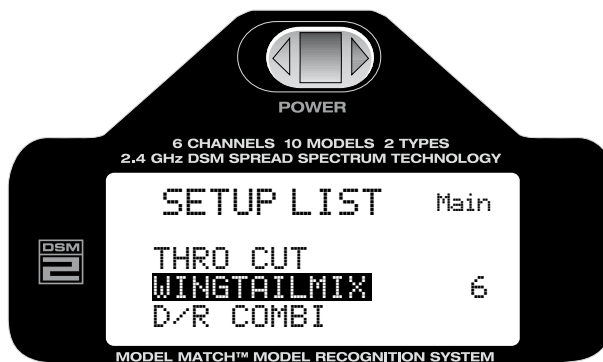 POWER
6 CHANNELS 10 MODELS 2 TYPES
2.4 GHz DSM SPREAD SPECTRUM TECHNOLOGY
SETUP LIST Main
DSM
2
THRO CUT
WINGTAILMIX 6
D/R COMBI
MODEL MATCH™ MODEL RECOGNITION SYSTEM